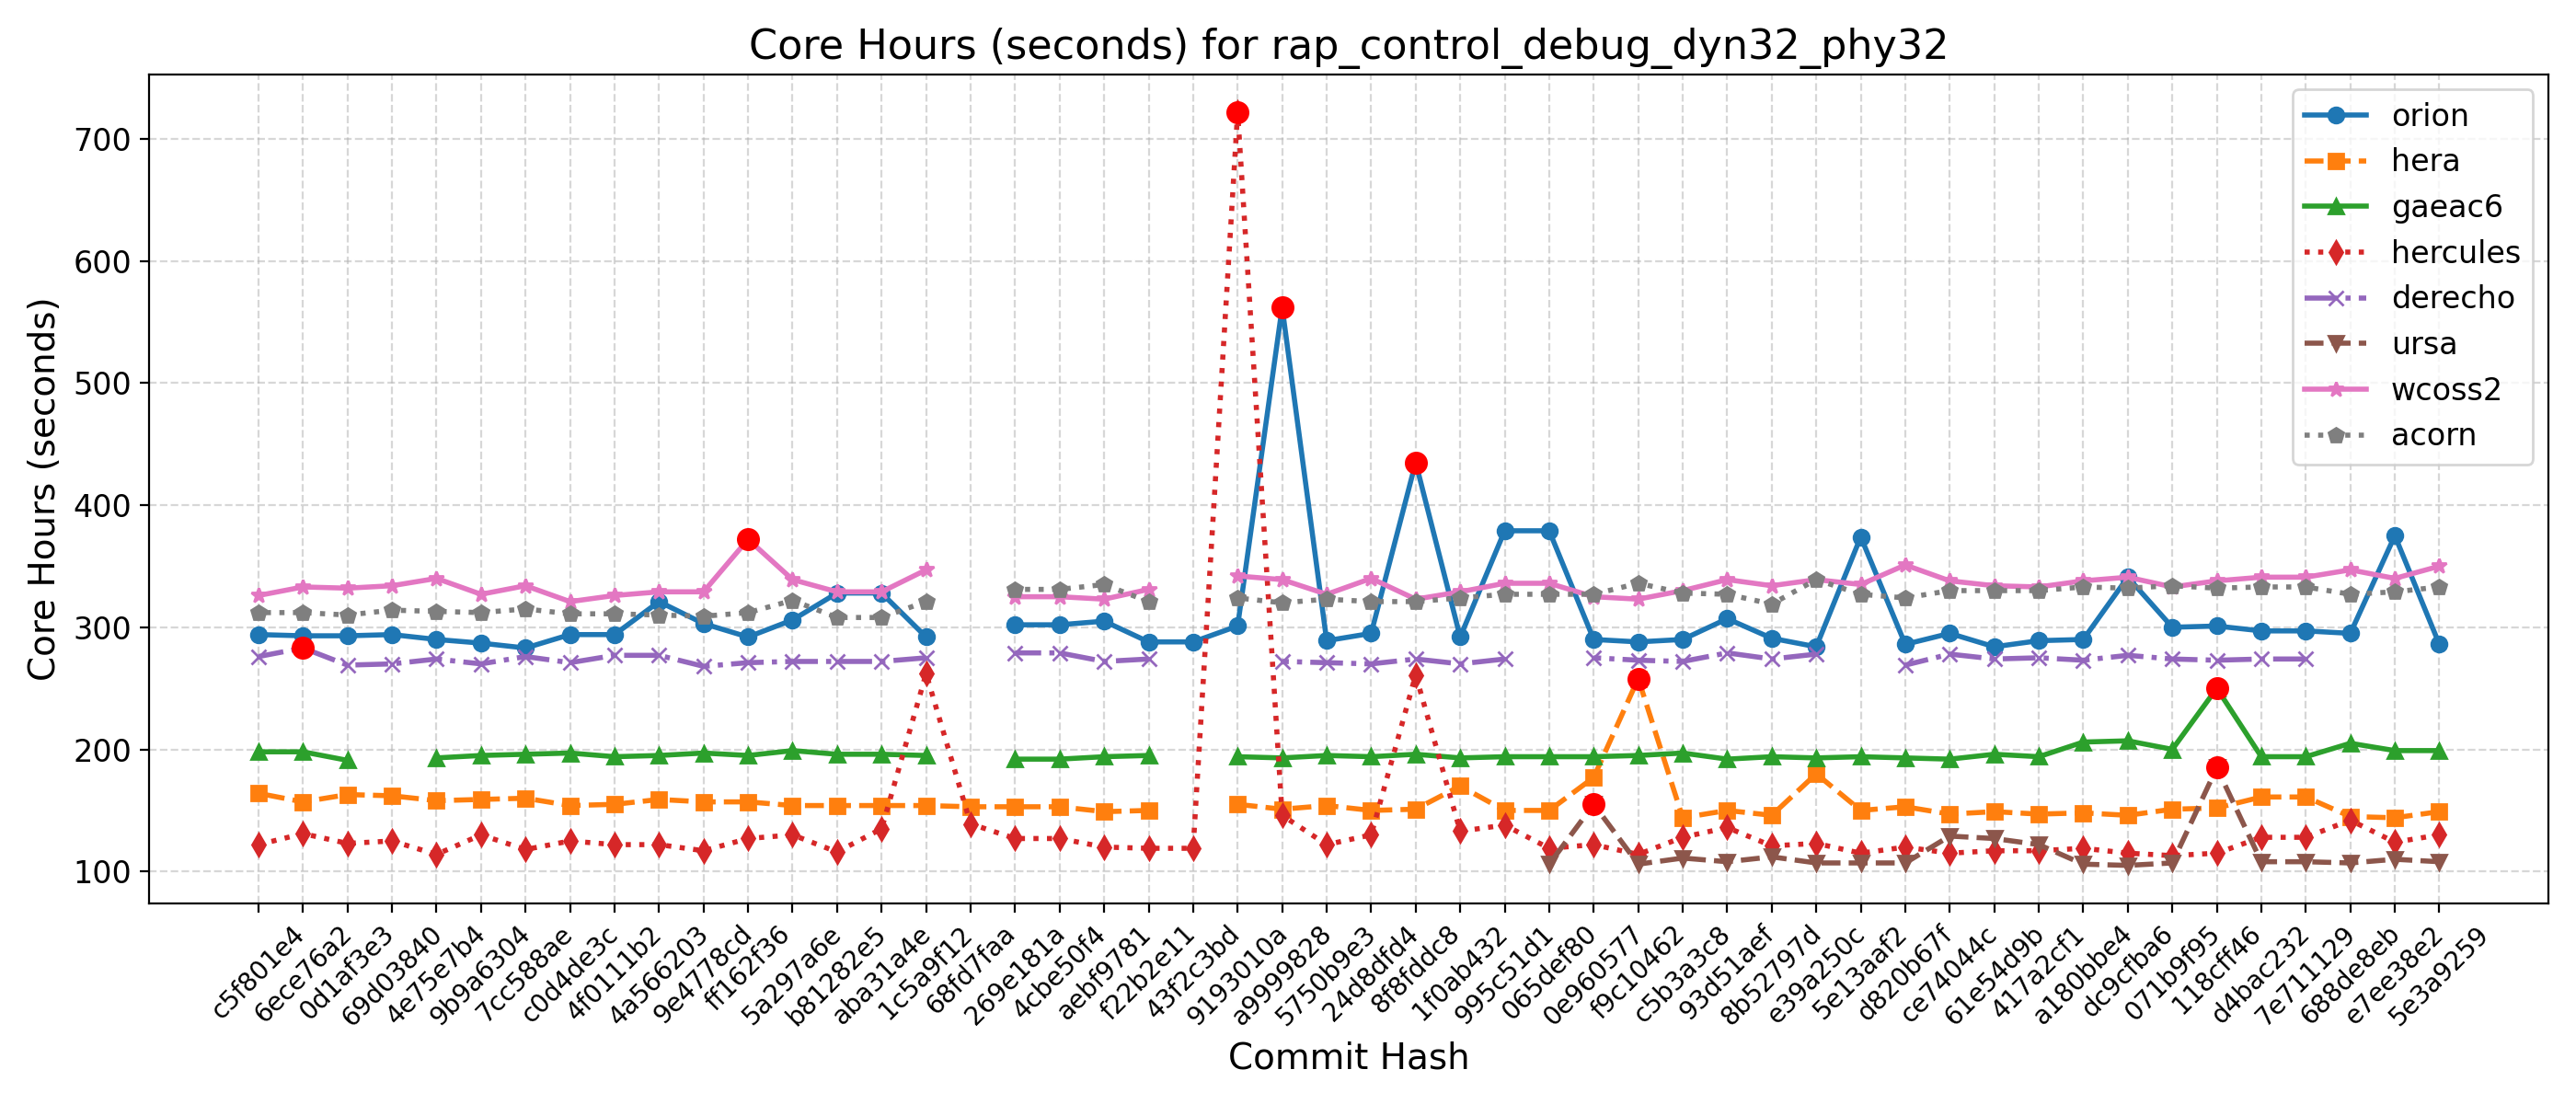 Core Hours (seconds) for rap_control_debug_dyn32_phy32
Core Hours (seconds)
700
600
500
400
300
200
100
orion
hera
gaeac6
hercules
derecho
ursa
wcoss2
acorn
c5f801e4
6ece76a2
0d1af3e3
69d03840
4e75e7b4
9b9a6304
7cc588ae
c0d4de3c
4f0111b2
4a566203
9e4778cd
ff162f36
5a297a6e
b81282e5
aba31a4e
1c5a9f12
68fd7faa
269e181a
4cbe50f4
aebf9781
f22b2e11
43f2c3bd
9193010a
a9999828
5750b9e3
24d8dfd4
8f8fddc8
1f0ab432
995c51d1
065def80
0e960577
f9c10462
c5b3a3c8
93d51aef
8b52797d
e39a250c
5e13aaf2
d820b67f
ce74044c
61e54d9b
417a2cf1
a180bbe4
dc9cfba6
071b9f95
118cff46
d4bac232
7e711129
688de8eb
e7ee38e2
5e3a9259
Commit Hash